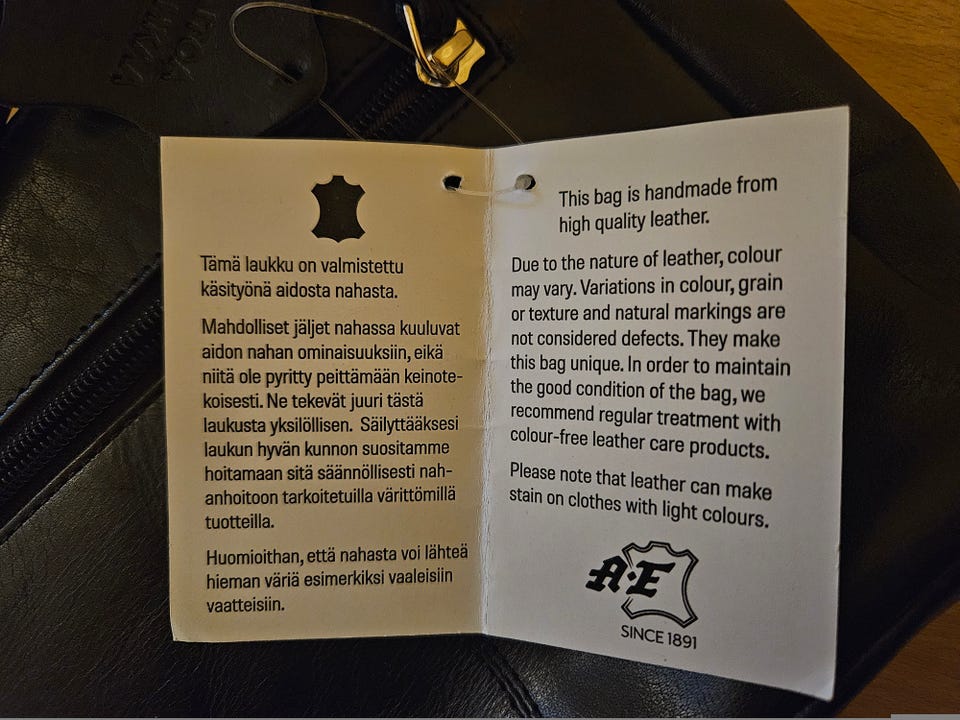 Tämä laukku on valmistettu
käsityönä aidosta nahasta.
Mahdolliset jäljet nahassa kuuluvat
aidon nahan ominaisuuksiin, eikä
niitä ole pyritty peittämään keinote-
koisesti. Ne tekevät juuri tästä
laukusta yksilöllisen. Säilyttääksesi
laukun hyvän kunnon suosittamme
hoitamaan sitä säännöllisesti nah-
anhoitoon tarkoitetuilla värittömillä
tuotteilla.
Huomioithan, että nahasta voi lähteä
hieman väriä esimerkiksi vaaleisiin
vaatteisiin.
This bag is handmade from
high quality leather.
Due to the nature of leather, colour
may vary. Variations in colour, grain
or texture and natural markings are
not considered defects. They make
this bag unique. In order to maintain
the good condition of the bag, we
recommend regular treatment with
colour-free leather care products.
Please note that leather can make
stain on clothes with light colours.
A·E
SINCE 1891